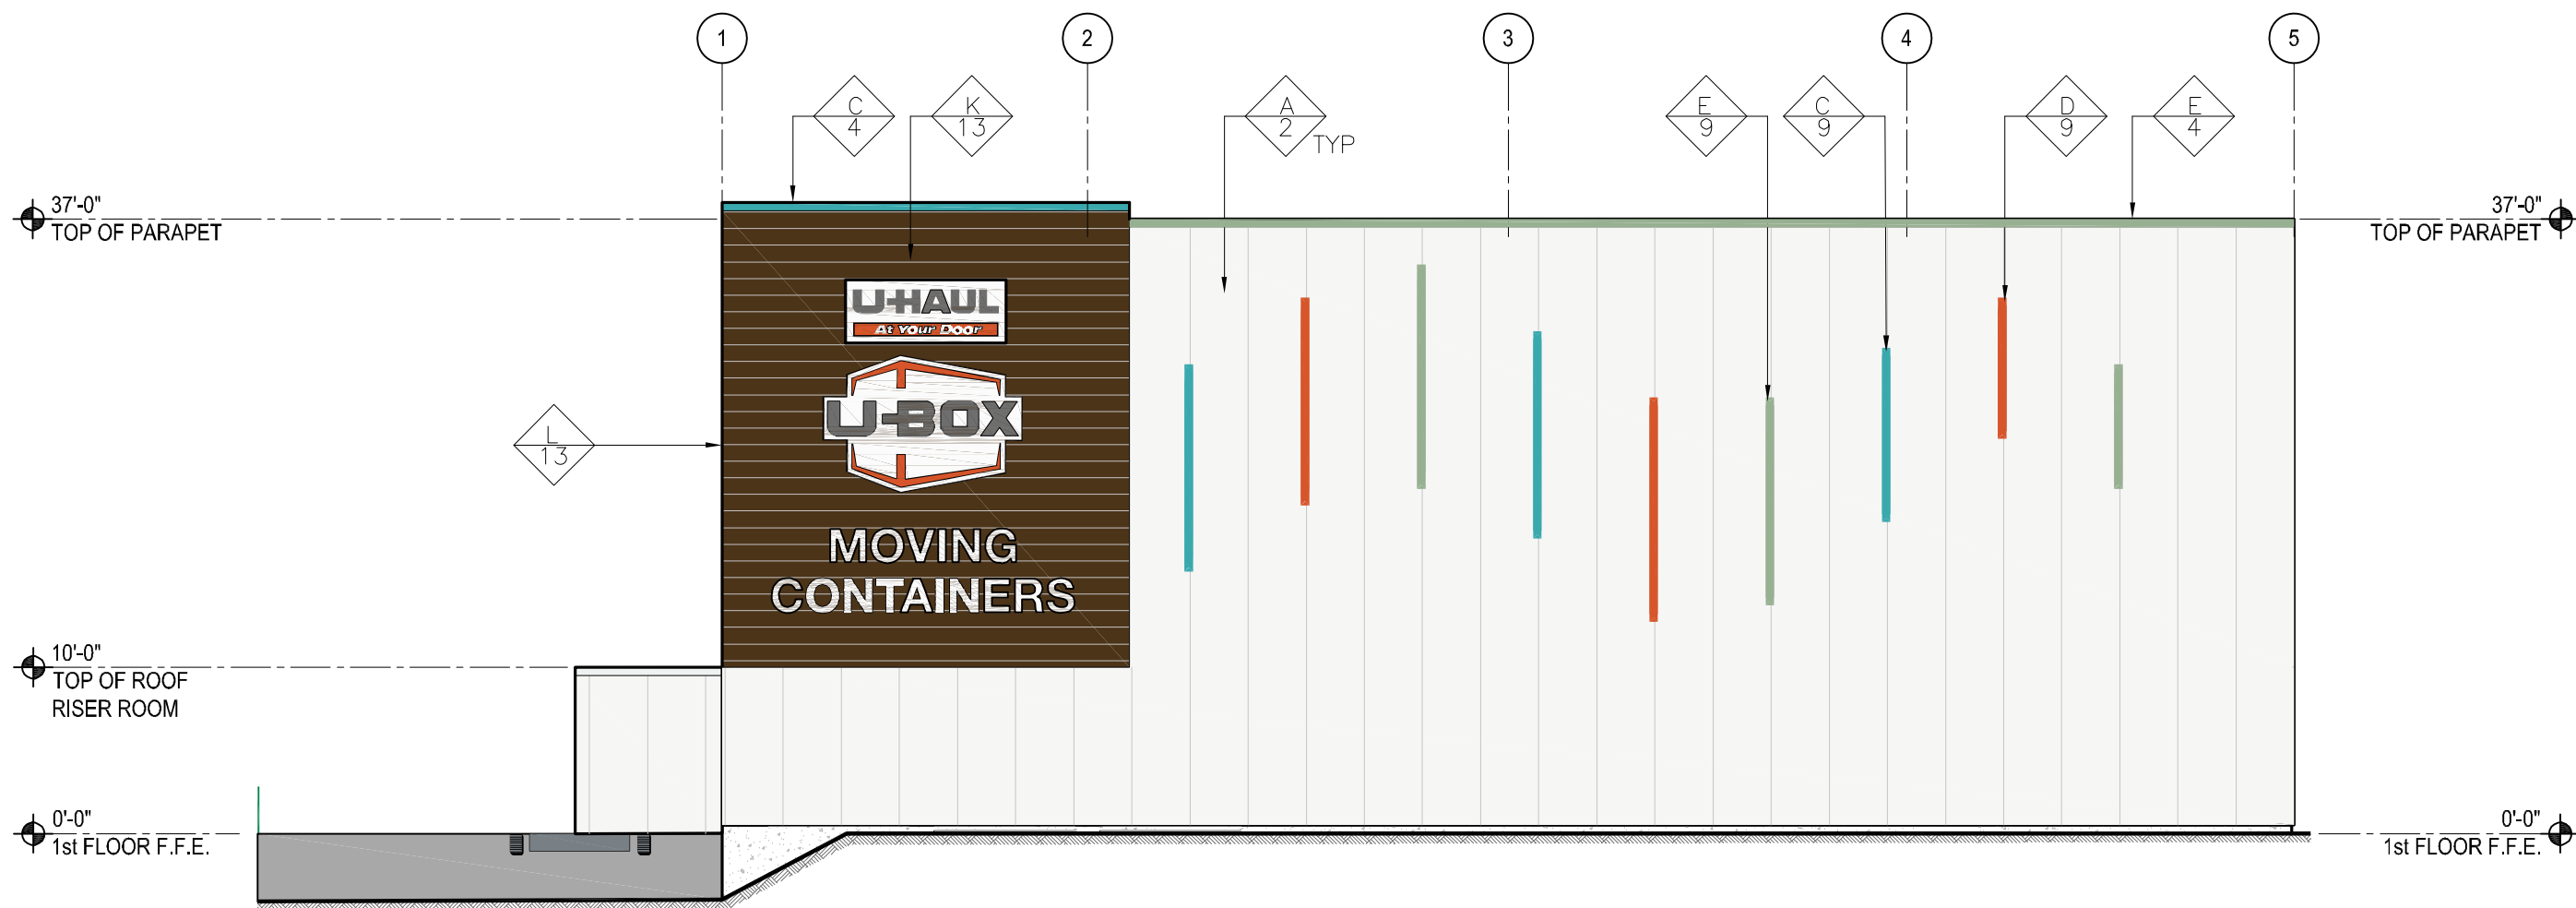 1
2
3
4
5
C
4
K
13
A
2
TYP
E
9
C
9
D
9
E
4
37'-0"
TOP OF PARAPET
37'-0"
TOP OF PARAPET
U-HAUL
At Your Door
U-BOX
L
13
MOVING
CONTAINERS
10'-0"
TOP OF ROOF
RISER ROOM
0'-0"
1st FLOOR F.F.E.
0'-0"
1st FLOOR F.F.E.